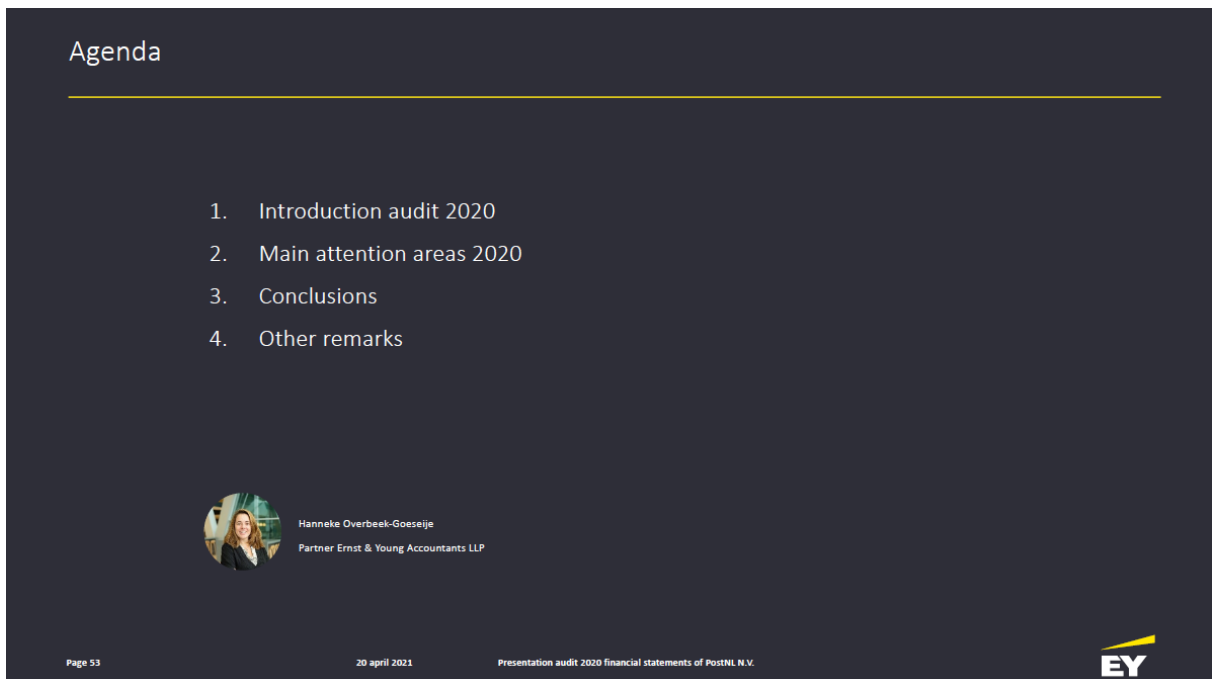 Agenda
1. Introduction audit 2020
2. Main attention areas 2020
3. Conclusions
4. Other remarks
Hanneke Overbeek-Goeseije
Partner Ernst & Young Accountants LLP
Page 53 20 april 2021 Presentation audit 2020 financial statements of PostNL N.V.
EY